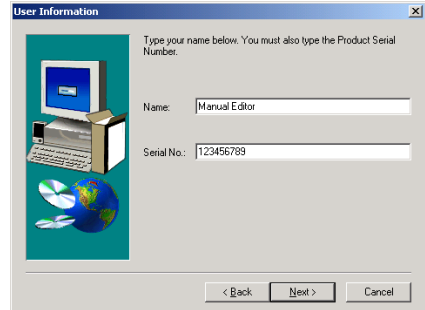 User Information
Type your name below. You must also type the Product Serial
Number.
Name: Manual Editor
Serial No.: 123456789
< Back Next > Cancel